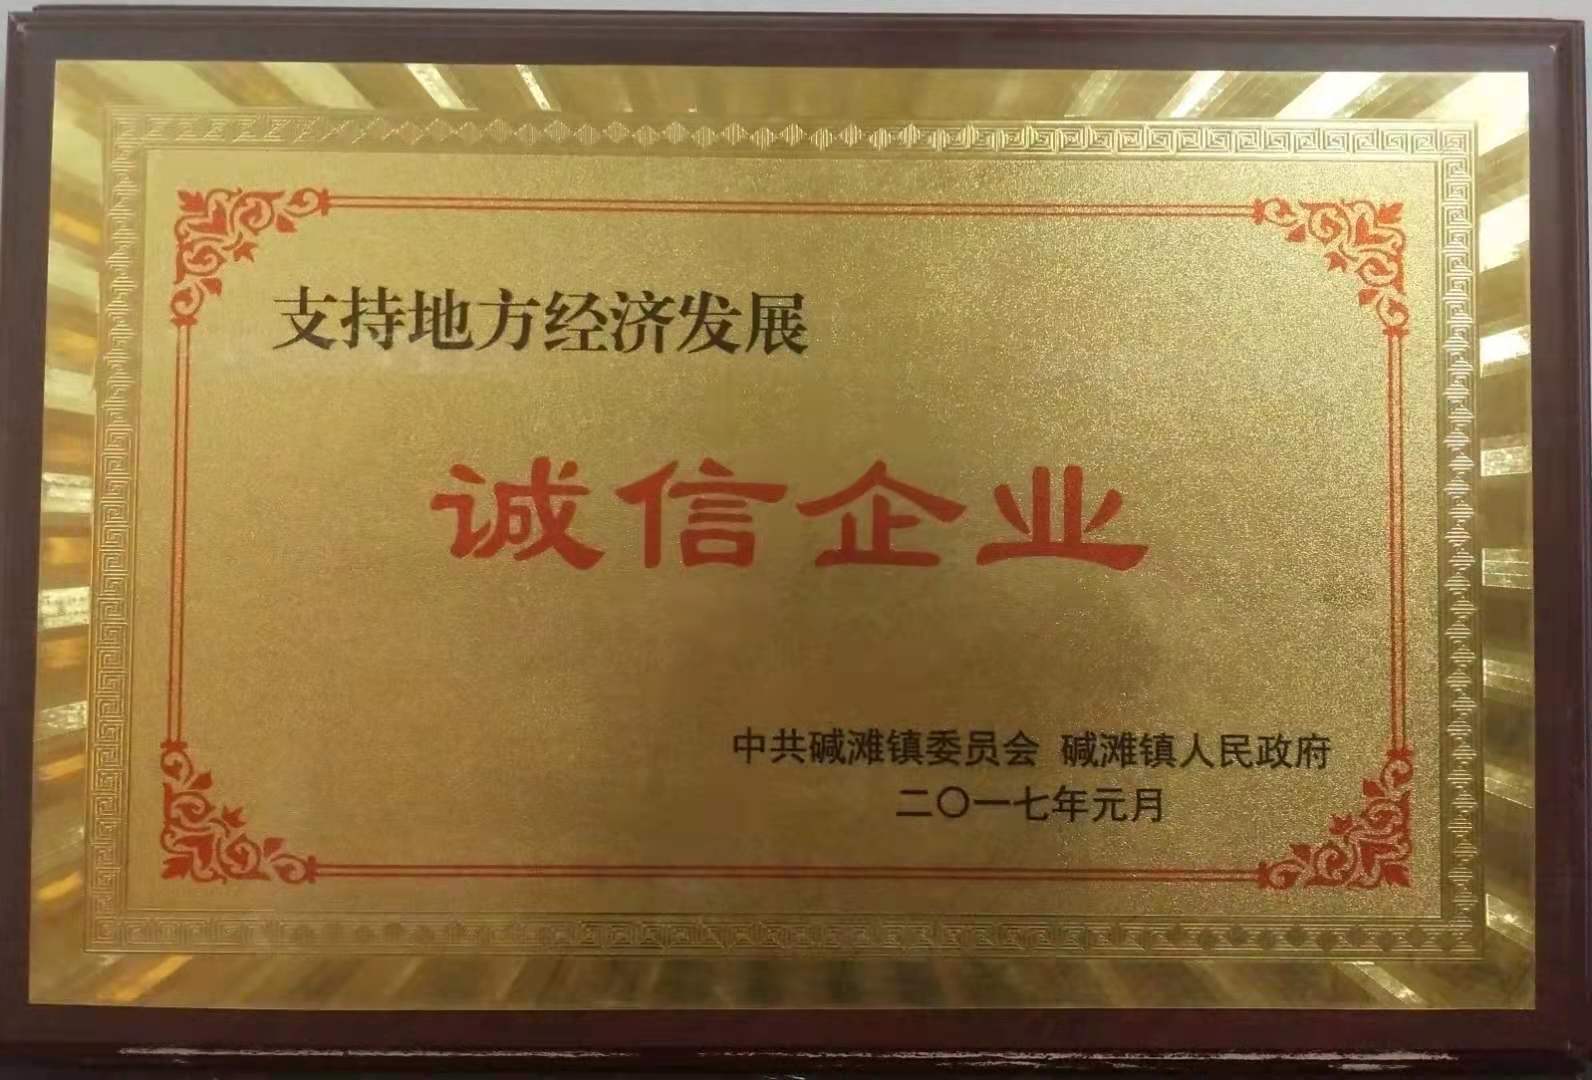 支持地方经济发展
诚信企业
中共碱滩镇委员会 碱滩镇人民政府
二〇一七年元月